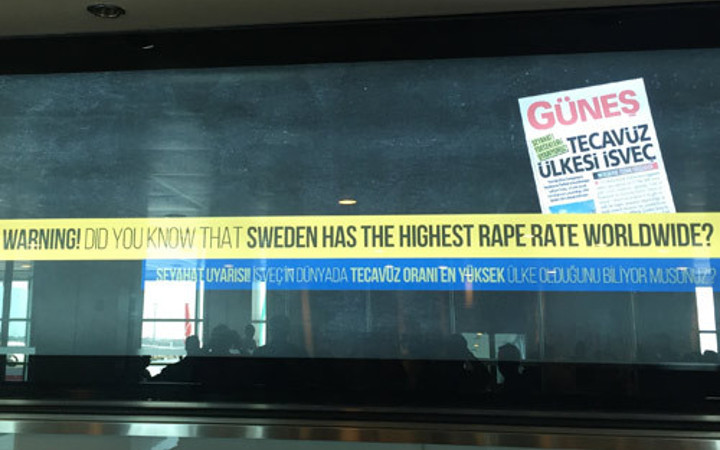 GÜNEŞ
TECAVÜZ
ÜLKESİ İSVEÇ
WARNING! DID YOU KNOW THAT SWEDEN HAS THE HIGHEST RAPE RATE WORLDWIDE?
SEYAHAT UYARISI! İSVEÇ'İN DÜNYADA TECAVÜZ ORANI EN YÜKSEK ÜLKE OLDUĞUNU BİLİYOR MUSUNUZ?